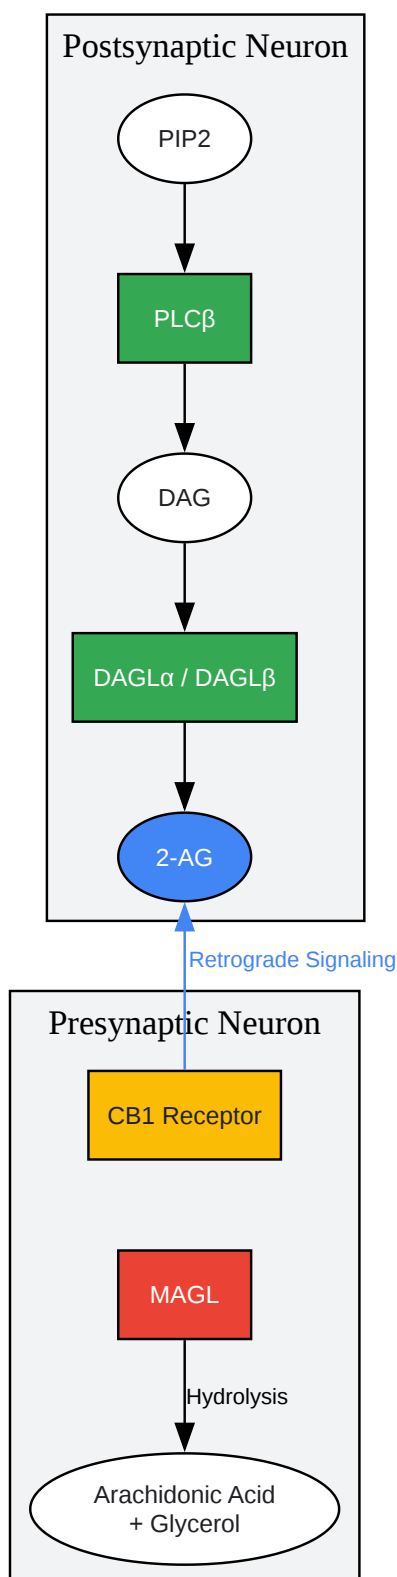 Postsynaptic Neuron
PIP2
PLCβ
DAG
DAGLα / DAGLβ
2-AG
Retrograde Signaling
Presynaptic Neuron
CB1 Receptor
MAGL
Hydrolysis
Arachidonic Acid
+ Glycerol